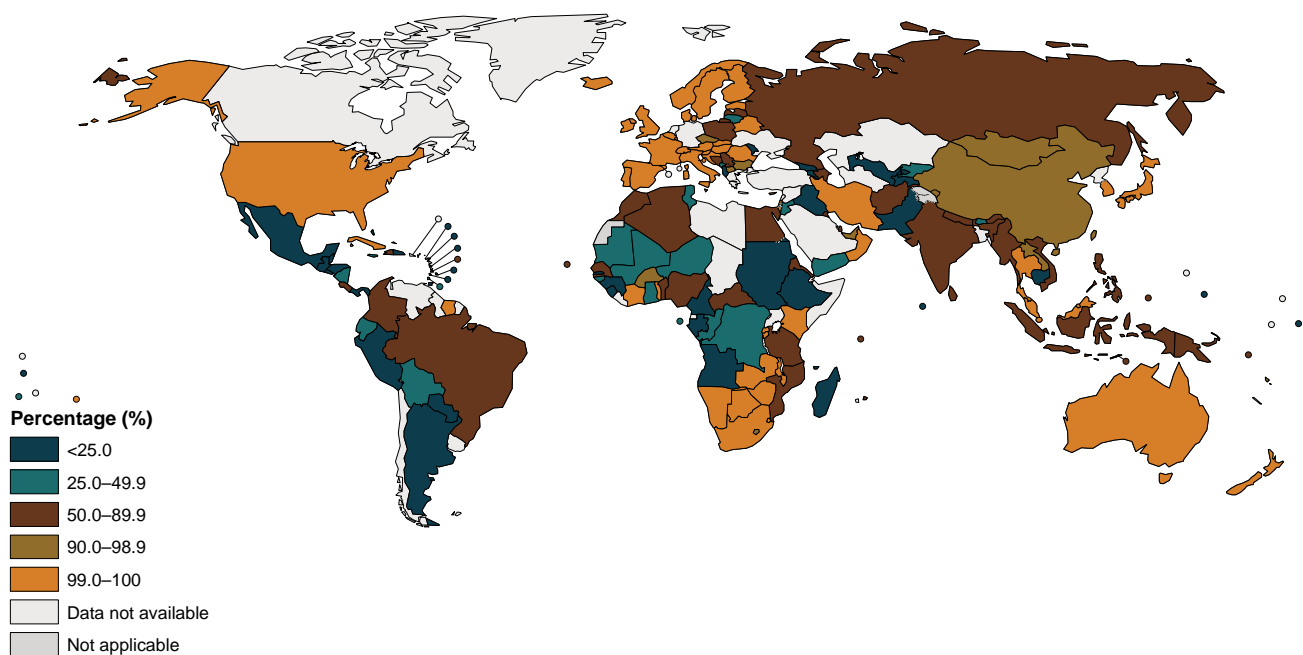 Percentage (%)
<25.0
25.0–49.9
50.0–89.9
90.0–98.9
99.0–100
Data not available
Not applicable